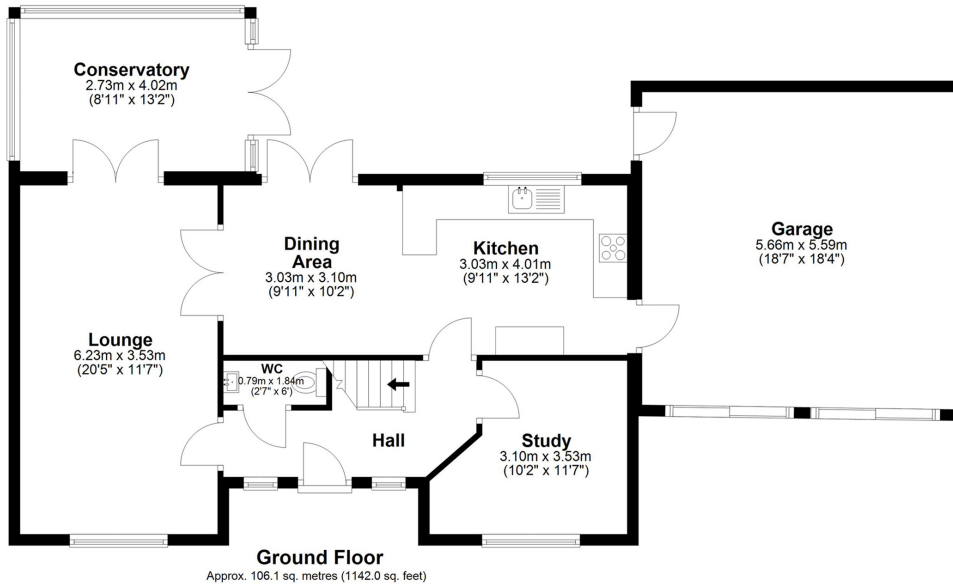 Conservatory
2.73m x 4.02m
(8'11" x 13'2")
Garage
5.66m x 5.59m
(18'7" x 18'4")
Dining
Area
3.03m x 3.10m
(9'11" x 10'2")
Kitchen
3.03m x 4.01m
(9'11" x 13'2")
Lounge
6.23m x 3.53m
(20'5" x 11'7")
WC
0.79m x 1.84m
(2'7" x 6')
Hall
Study
3.10m x 3.53m
(10'2" x 11'7")
Ground Floor
Approx. 106.1 sq. metres (1142.0 sq. feet)